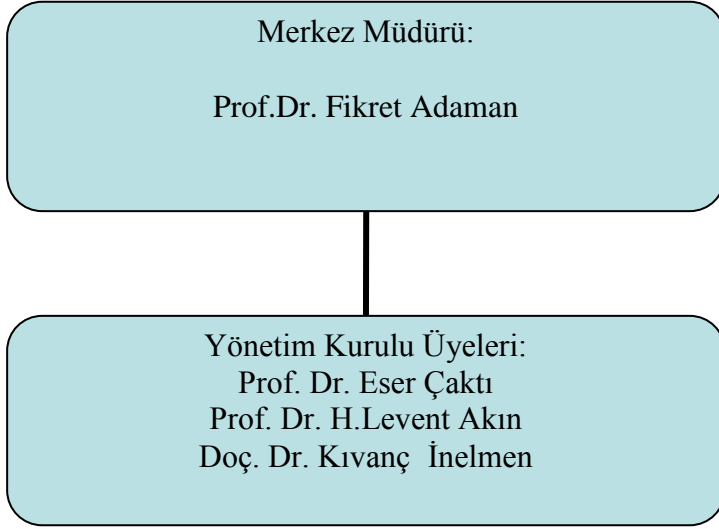 Merkez Müdürü:
Prof.Dr. Fikret Adaman
Yönetim Kurulu Üyeleri:
Prof. Dr. Eser Çaktı
Prof. Dr. H.Levent Akın
Doç. Dr. Kıvanç  İnelmen